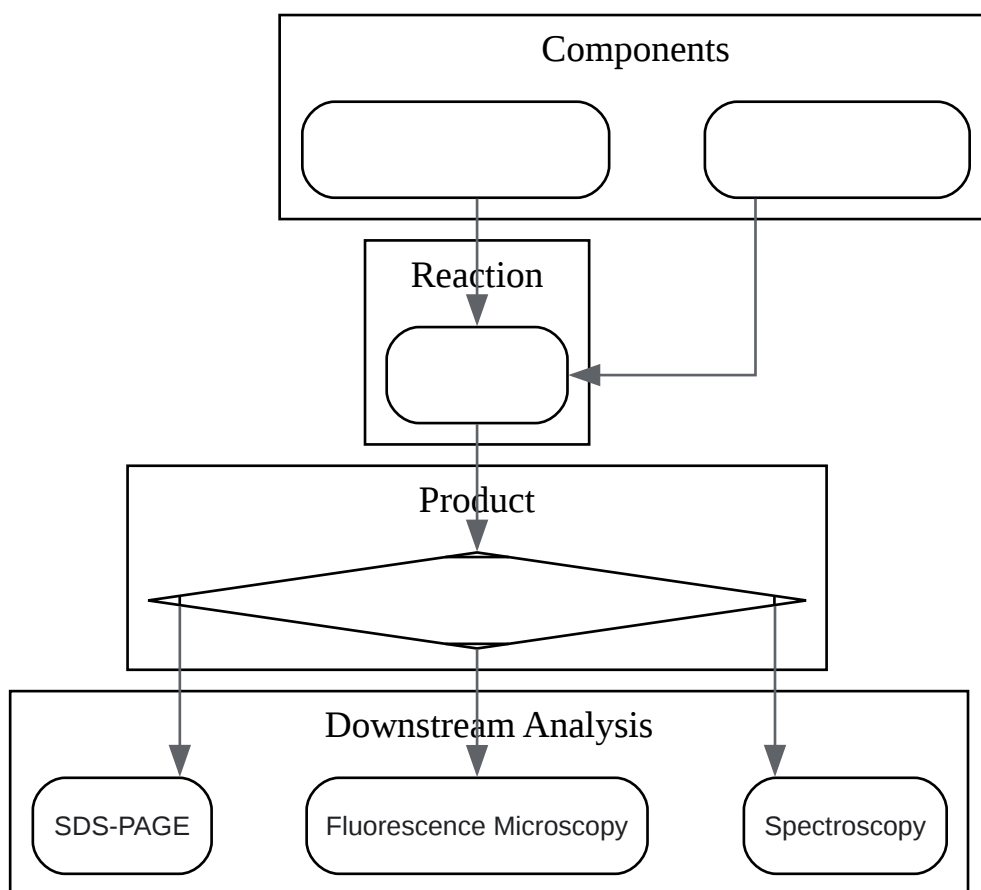 Components
Reaction
Product
Downstream Analysis
SDS-PAGE
Fluorescence Microscopy
Spectroscopy